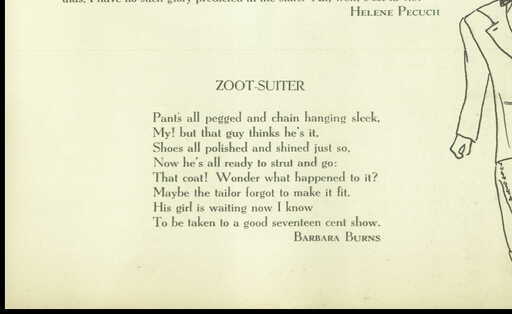 HELENE PECUCH
ZOOT-SUITER
Pants all pegged and chain hanging sleek,
My! but that guy thinks he's it,
Shoes all polished and shined just so,
Now he's all ready to strut and go:
That coat! Wonder what happened to it?
Maybe the tailor forgot to make it fit.
His girl is waiting now I know
To be taken to a good seventeen cent show.
BARBARA BURNS